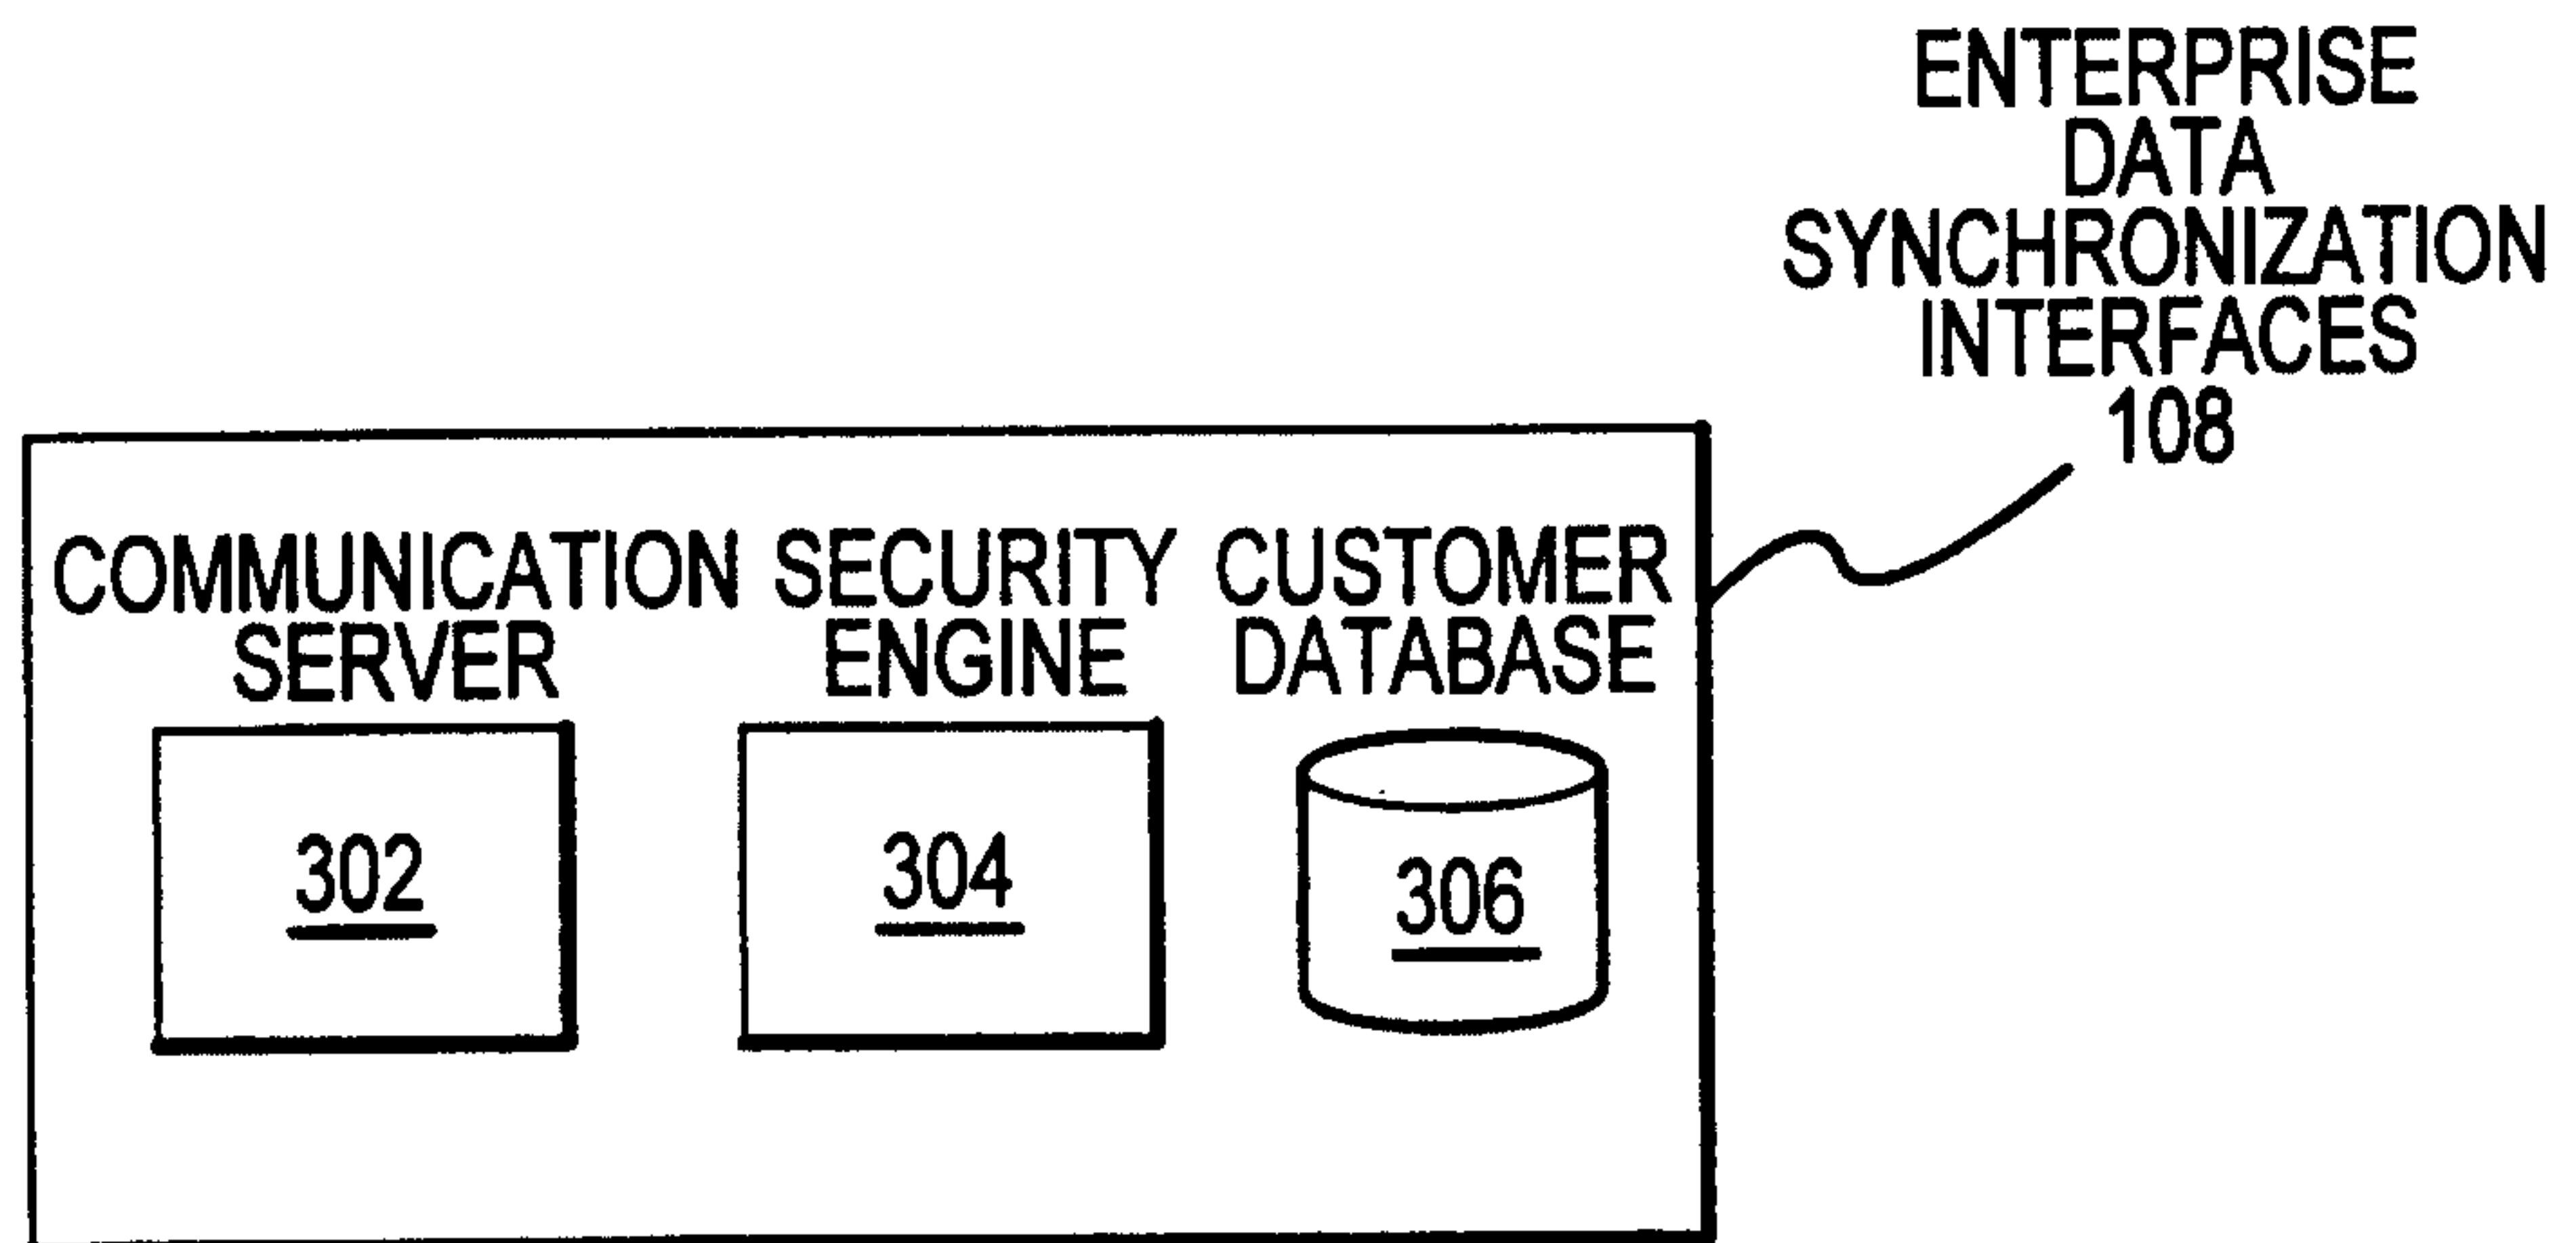 ENTERPRISE
DATA
SYNCHRONIZATION
INTERFACES
108
COMMUNICATION SECURITY CUSTOMER
SERVER ENGINE DATABASE
302 304 306